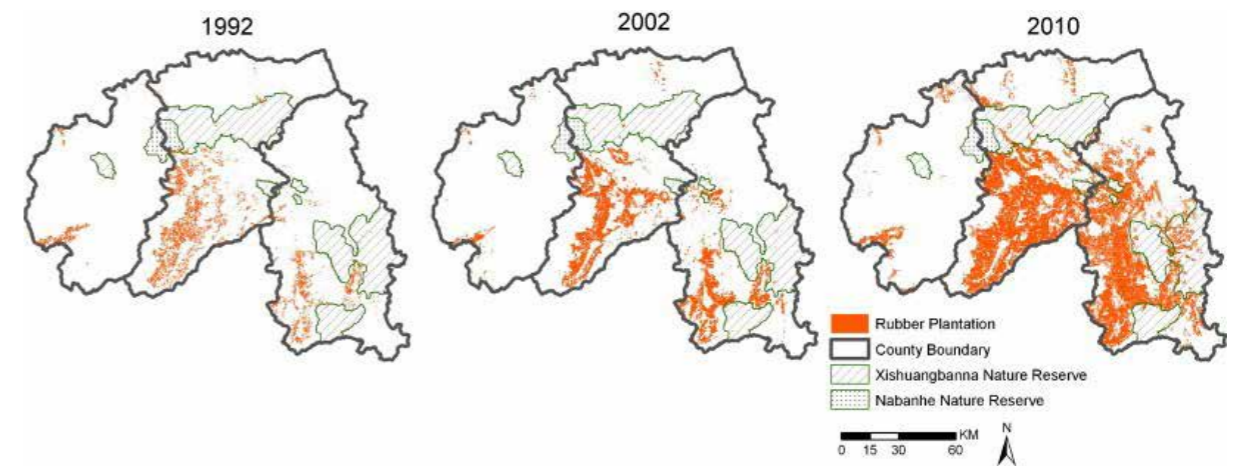 1992
2002
2010
Rubber Plantation
County Boundary
Xishuangbanna Nature Reserve
Nabanhe Nature Reserve
KM
0 15 30 60
N